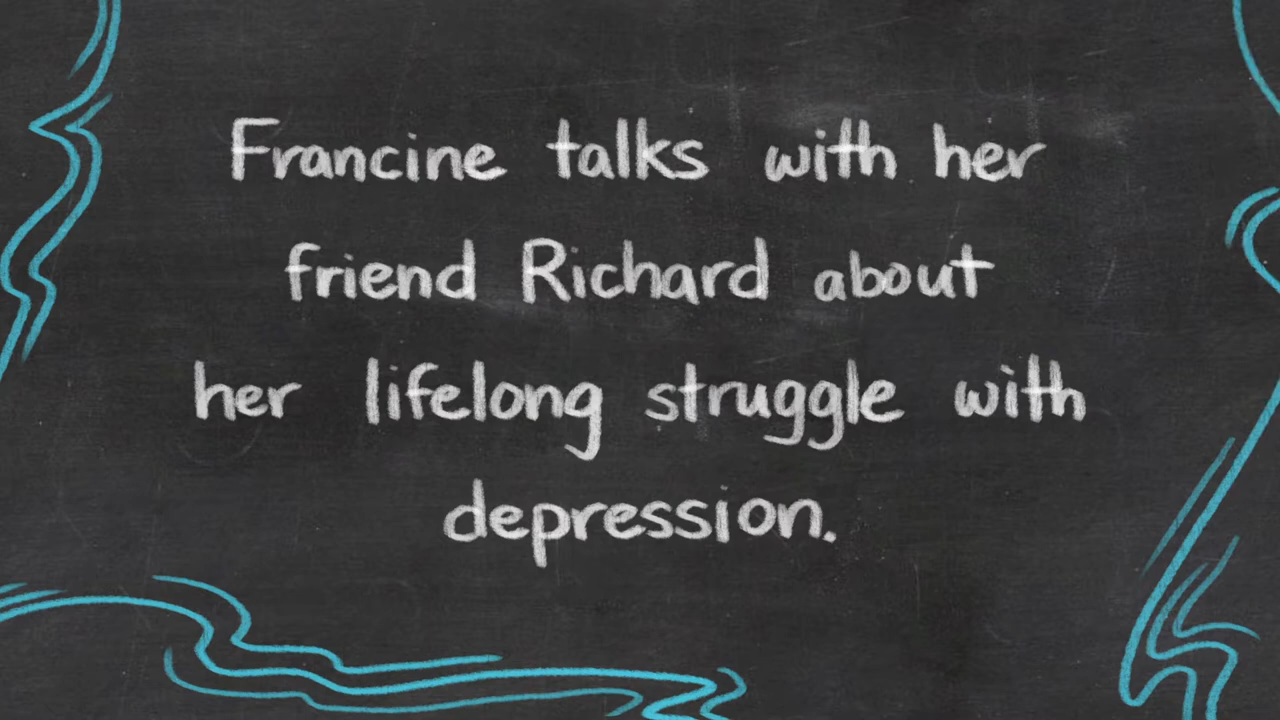 Francine talks with her
friend Richard about
her lifelong struggle with
depression.